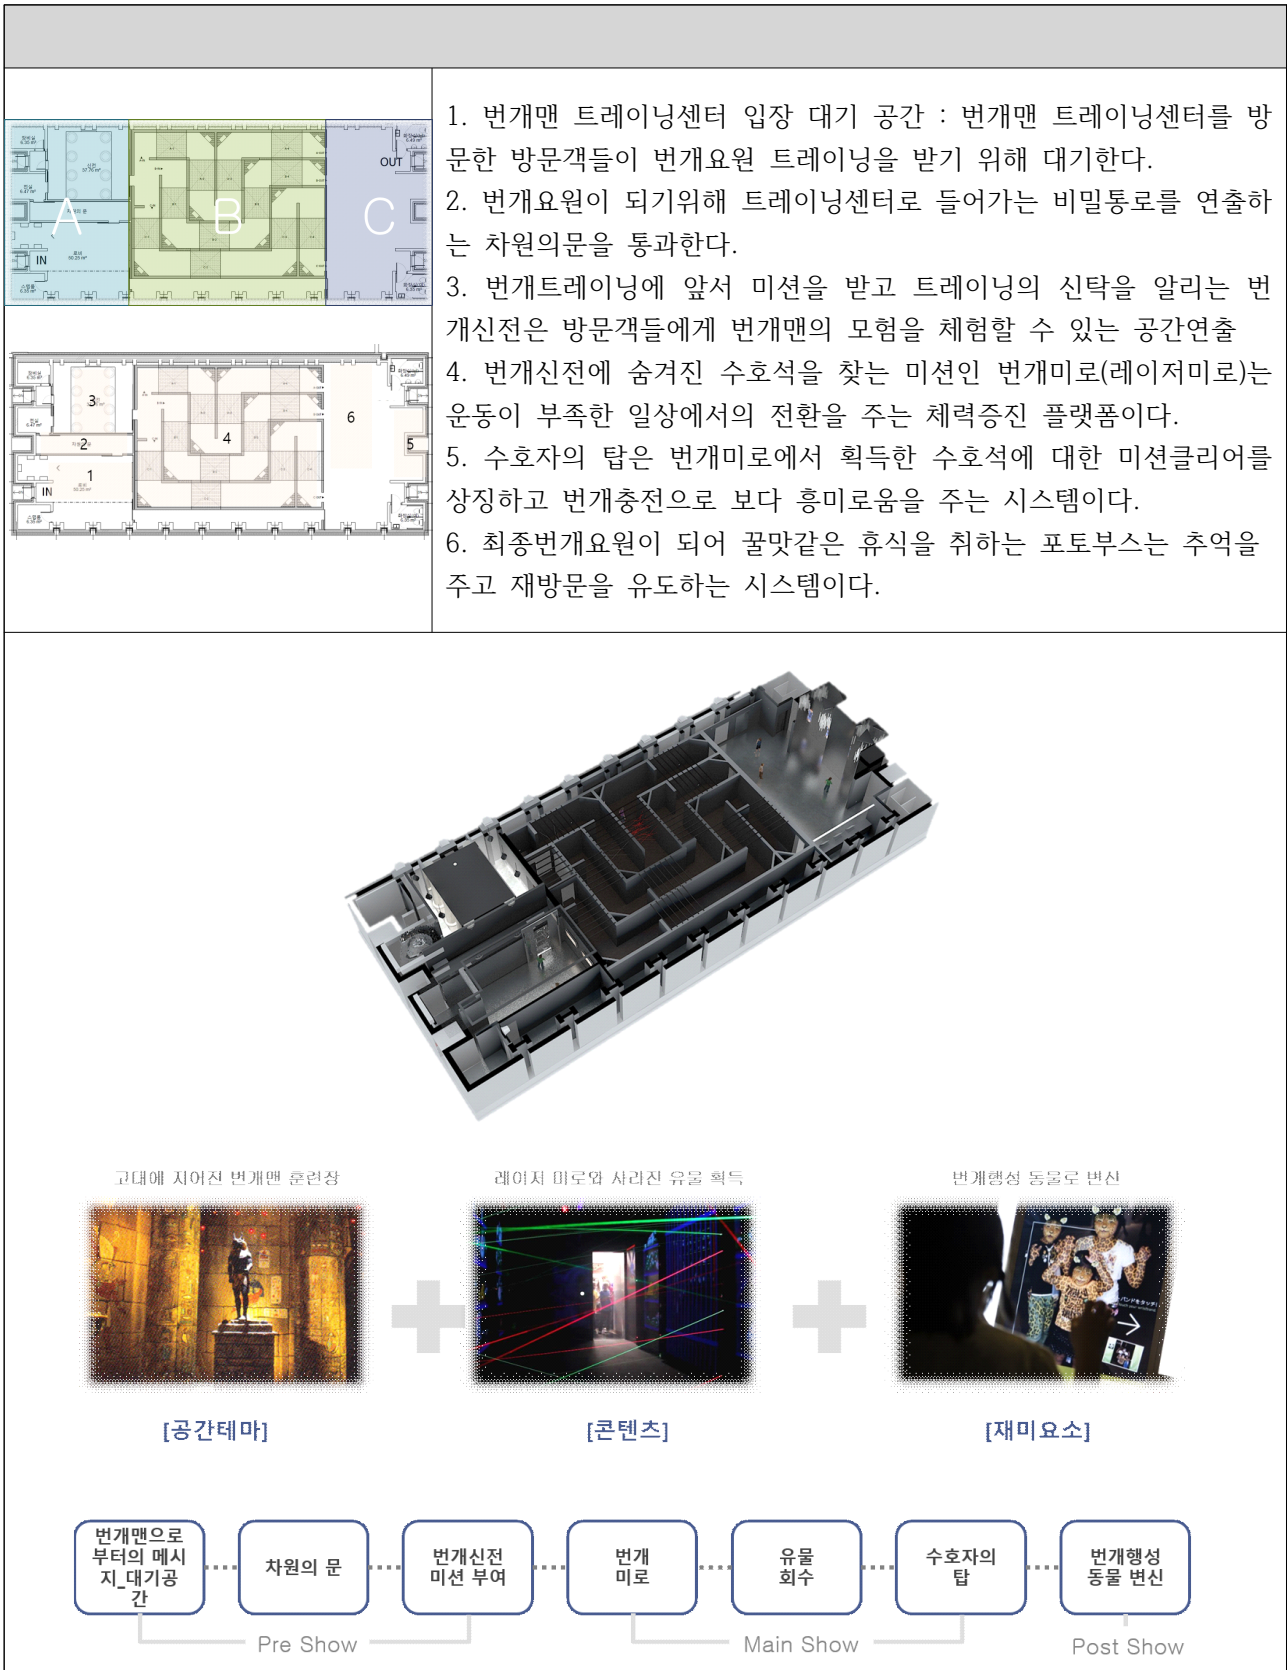 1. 번개맨 트레이닝센터 입장 대기 공간 : 번개맨 트레이닝센터를 방
문한 방문객들이 번개요원 트레이닝을 받기 위해 대기한다.
2. 번개요원이 되기위해 트레이닝센터로 들어가는 비밀통로를 연출하
는 차원의문을 통과한다.
3. 번개트레이닝에 앞서 미션을 받고 트레이닝의 신탁을 알리는 번
개신전은 방문객들에게 번개맨의 모험을 체험할 수 있는 공간연출
4. 번개신전에 숨겨진 수호석을 찾는 미션인 번개미로(레이저미로)는
운동이 부족한 일상에서의 전환을 주는 체력증진 플랫폼이다.
5. 수호자의 탑은 번개미로에서 획득한 수호석에 대한 미션클리어를
상징하고 번개충전으로 보다 흥미로움을 주는 시스템이다.
6. 최종번개요원이 되어 꿀맛같은 휴식을 취하는 포토부스는 추억을
주고 재방문을 유도하는 시스템이다.
A B C
IN
OUT
3
2
1
4
6
5
IN
고대에 지어진 번개맨 훈련장
레이저 미로와 사라진 유물 획득
번개행성 동물로 변신
[공간테마]
[콘텐츠]
[재미요소]
번개맨으로
부터의 메시
지_대기공
간
차원의 문
번개신전
미션 부여
번개
미로
유물
회수
수호자의
탑
번개행성
동물 변신
Pre Show
Main Show
Post Show